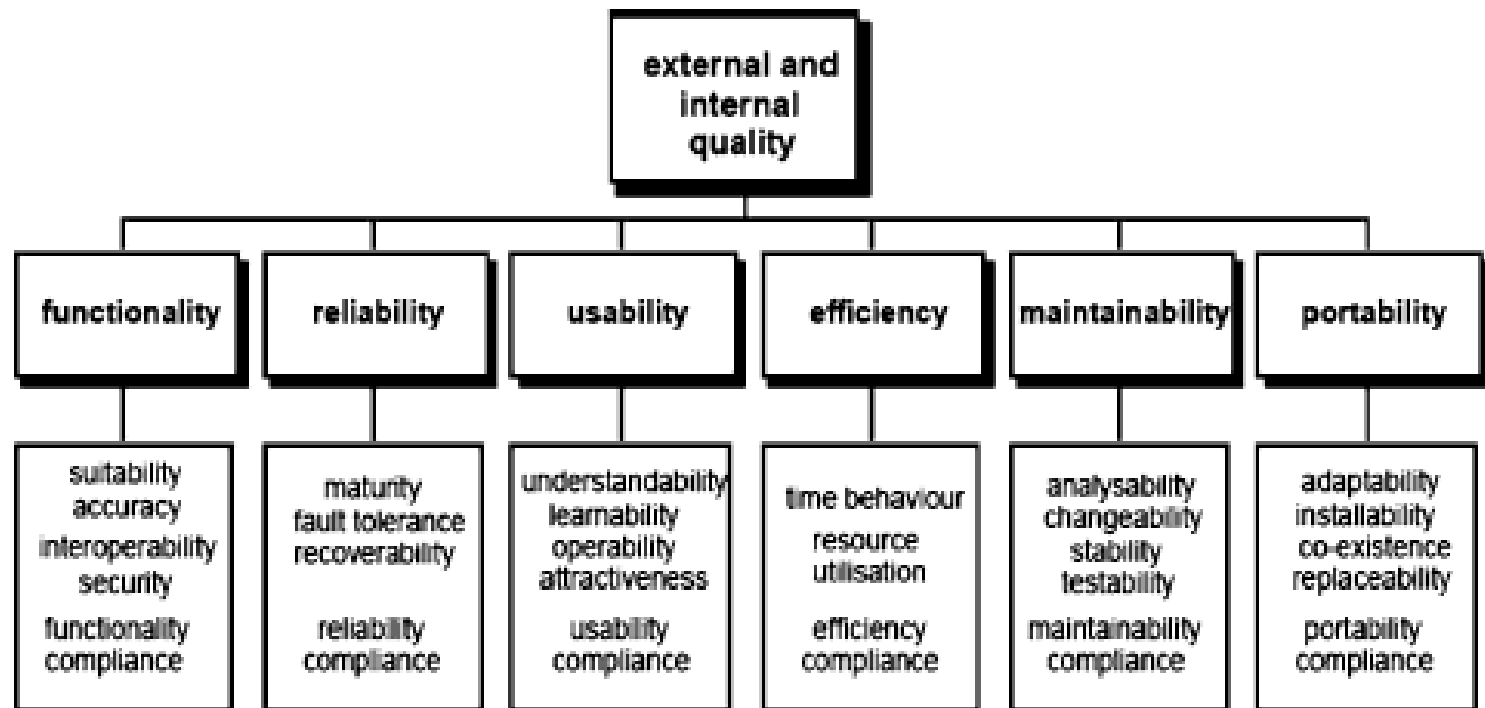 external and
internal
quality
functionality
reliability
usability
efficiency
maintainability
portability
suitability
accuracy
interoperability
security
functionality
compliance
maturity
fault tolerance
recoverability
reliability
compliance
understandability
learnability
operability
attractiveness
usability
compliance
time behaviour
resource
utilisation
efficiency
compliance
analysability
changeability
stability
testability
maintainability
compliance
adaptability
installability
co-existence
replaceability
portability
compliance